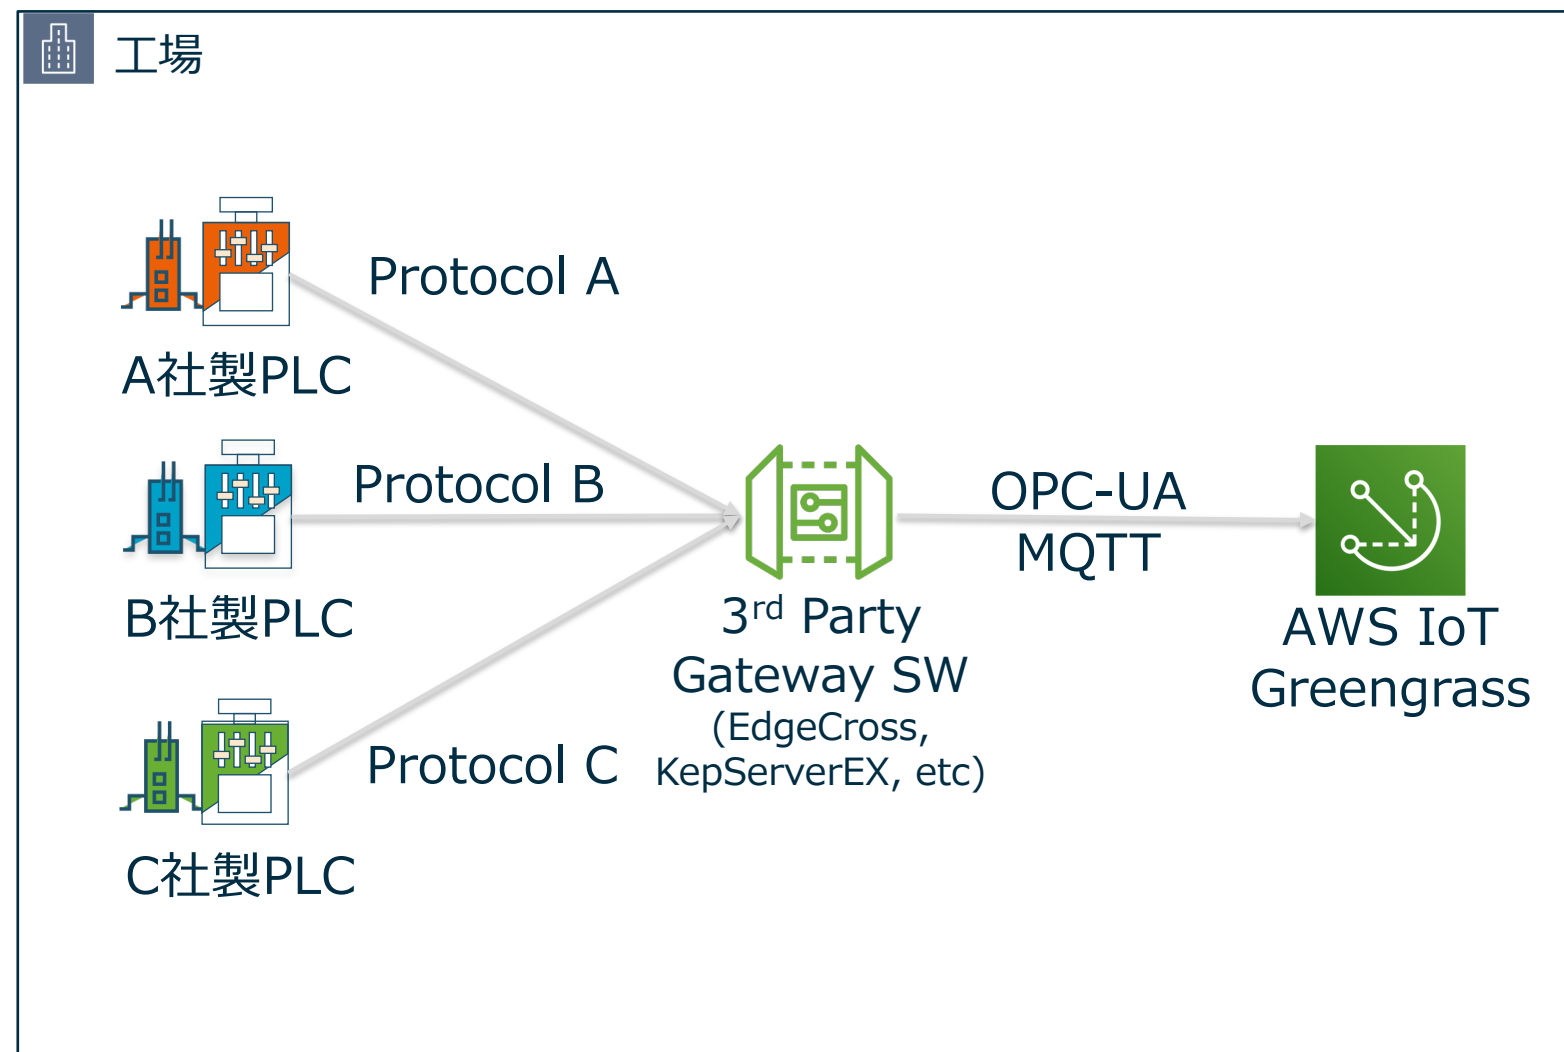 工場
Protocol A
A社製PLC
Protocol B
B社製PLC
Protocol C
C社製PLC
3rd Party
Gateway SW
(EdgeCross,
KepServerEX, etc)
OPC-UA
MQTT
AWS IoT
Greengrass